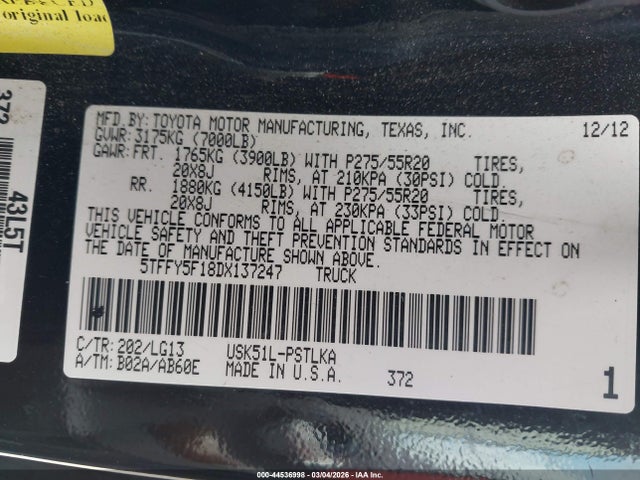 original load
372
43L5T
MFD.BY:TOYOTA MOTOR MANUFACTURING, TEXAS, INC. 12/12
GVWR:3175KG (7000LB)
GAWR:FRT. 1765KG (3900LB) WITH P275/55R20 TIRES,
20x8J RIMS, AT 210KPA (30PSI) COLD.
RR. 1880KG (4150LB) WITH P275/55R20 TIRES,
20x8J RIMS, AT 230KPA (33PSI) COLD.
THIS VEHICLE CONFORMS TO ALL APPLICABLE FEDERAL MOTOR
VEHICLE SAFETY AND THEFT PREVENTION STANDARDS IN EFFECT ON
THE DATE OF MANUFACTURE SHOWN ABOVE.
5TFFY5F18DX137247 TRUCK
C/TR:202/LG13 USK51L-PSTLKA
A/TM:B02A/AB60E MADE IN U.S.A. 372 1
000-44536998 - 03/04/2026 - IAA Inc.